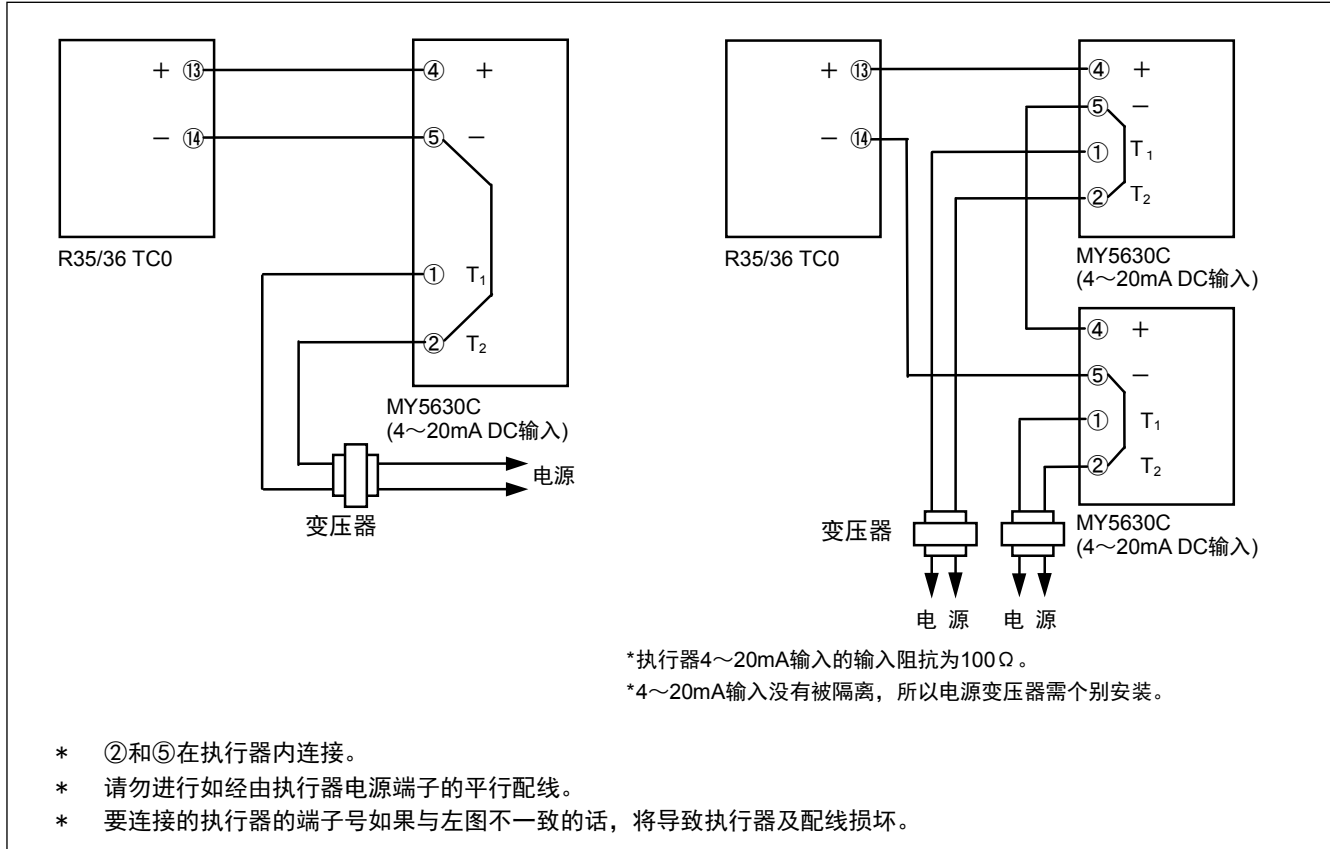 + ⑬ ④ +
− ⑭ ⑤ −
① T₁
② T₂
R35/36 TC0
MY5630C
(4～20mA DC输入)
电源
变压器
+ ⑬ ④ +
− ⑭ ⑤ −
① T₁
② T₂
R35/36 TC0
MY5630C
(4～20mA DC输入)
④ +
⑤ −
① T₁
② T₂
MY5630C
(4～20mA DC输入)
变压器
电 源 电 源
*执行器4～20mA输入的输入阻抗为100Ω。
*4～20mA输入没有被隔离，所以电源变压器需个别安装。
* ②和⑤在执行器内连接。
* 请勿进行如经由执行器电源端子的平行配线。
* 要连接的执行器的端子号如果与左图不一致的话，将导致执行器及配线损坏。